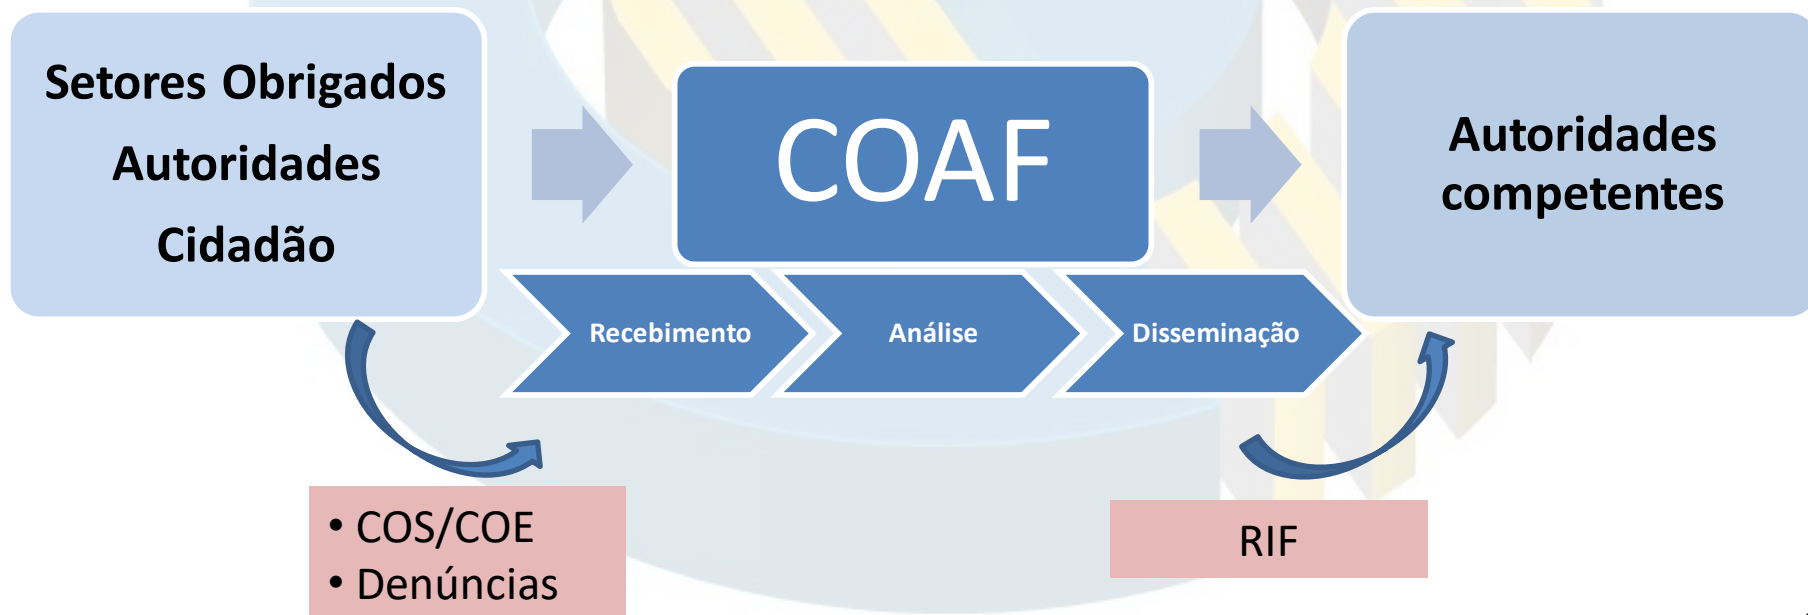 Setores Obrigados
Autoridades
Cidadão
COAF
Autoridades
competentes
Recebimento
Análise
Disseminação
• COS/COE
• Denúncias
RIF